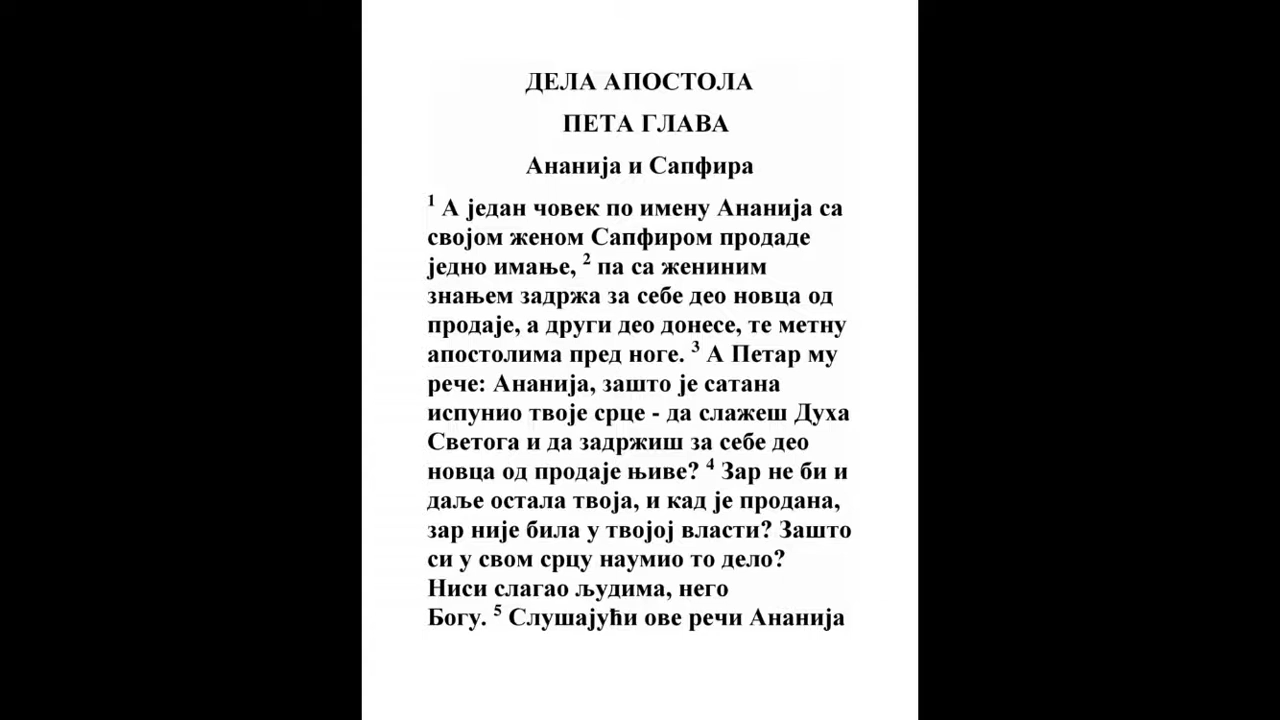 ДЕЛА АПОСТОЛА
ПЕТА ГЛАВА
Ананија и Сапфира
1 А један човек по имену Ананија са
својом женом Сапфиром продаде
једно имање, 2 па са жениним
знањем задржа за себе део новца од
продаје, а други део донесе, те метну
апостолима пред ноге. 3 А Петар му
рече: Ананија, зашто је сатана
испунио твоје срце - да слажеш Духа
Светога и да задржиш за себе део
новца од продаје њиве? 4 Зар не би и
даље остала твоја, и кад је продана,
зар није била у твојој власти? Зашто
си у свом срцу наумио то дело?
Ниси слагао људима, него
Богу. 5 Слушајући ове речи Ананија